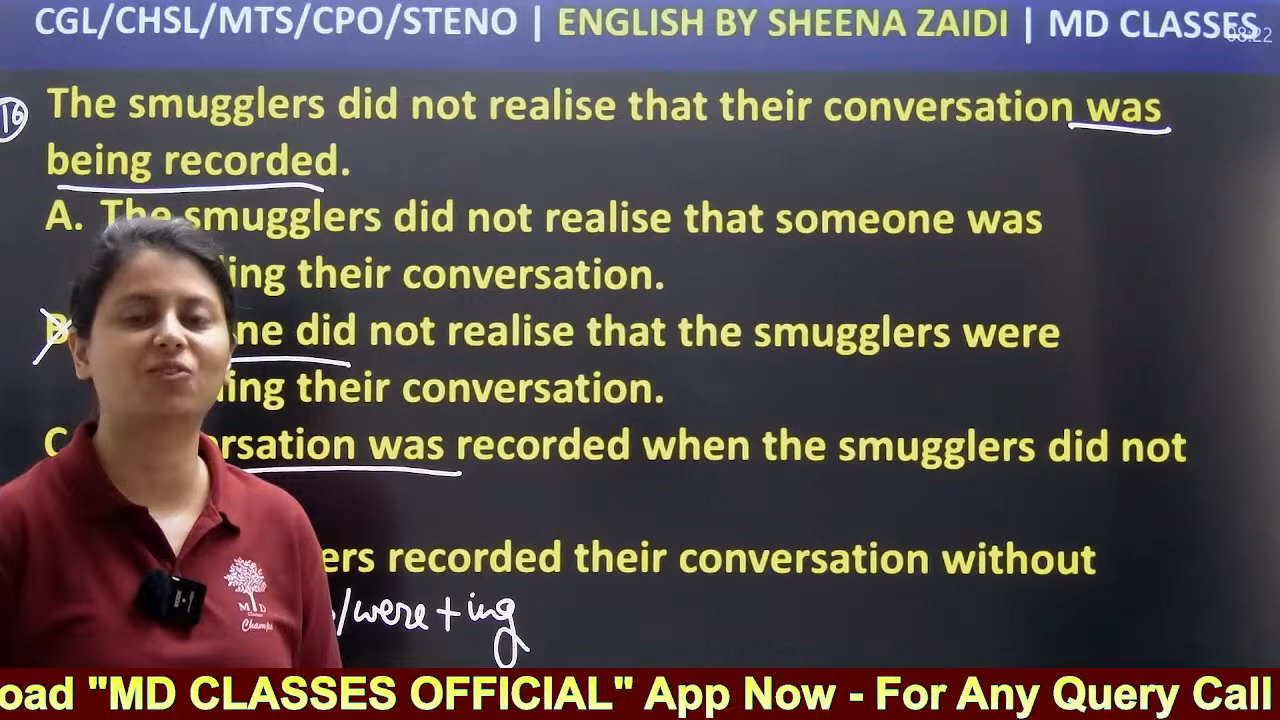 CGL/CHSL/MTS/CPO/STENO | ENGLISH BY SHEENA ZAIDI | MD CLASSES
08:22
16
The smugglers did not realise that their conversation was
being recorded.
A. The smugglers did not realise that someone was
ing their conversation.
ne did not realise that the smugglers were
ing their conversation.
C rsation was recorded when the smugglers did not
ers recorded their conversation without
/were + ing
MD
Classes
Champs
oad "MD CLASSES OFFICIAL" App Now - For Any Query Call